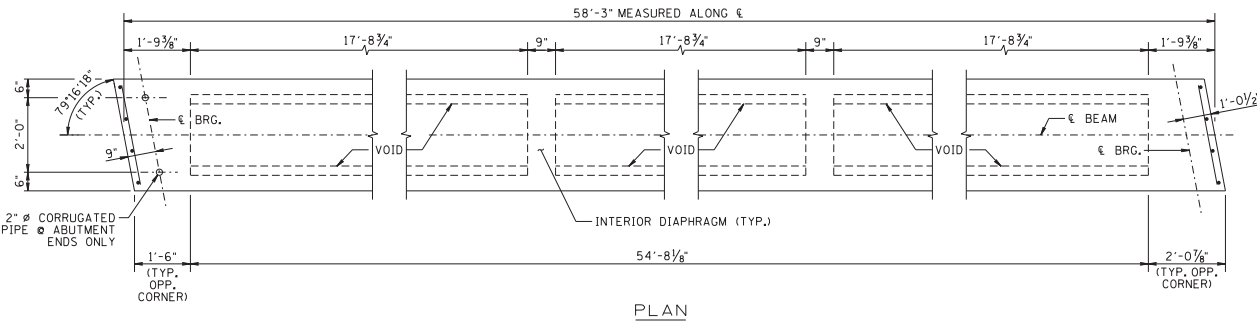 58'-3" MEASURED ALONG ℄
1'-9⅜"
17'-8¾"
9"
17'-8¾"
9"
17'-8¾"
1'-9⅜"
79°16'18"
(TYP.)
6"
2'-0"
6"
℄ BRG.
9"
VOID
VOID
VOID
℄ BEAM
℄ BRG.
1'-0½"
2" Ø CORRUGATED
PIPE @ ABUTMENT
ENDS ONLY
INTERIOR DIAPHRAGM (TYP.)
1'-6"
(TYP.
OPP.
CORNER)
54'-8⅛"
2'-0⅞"
(TYP. OPP.
CORNER)
PLAN